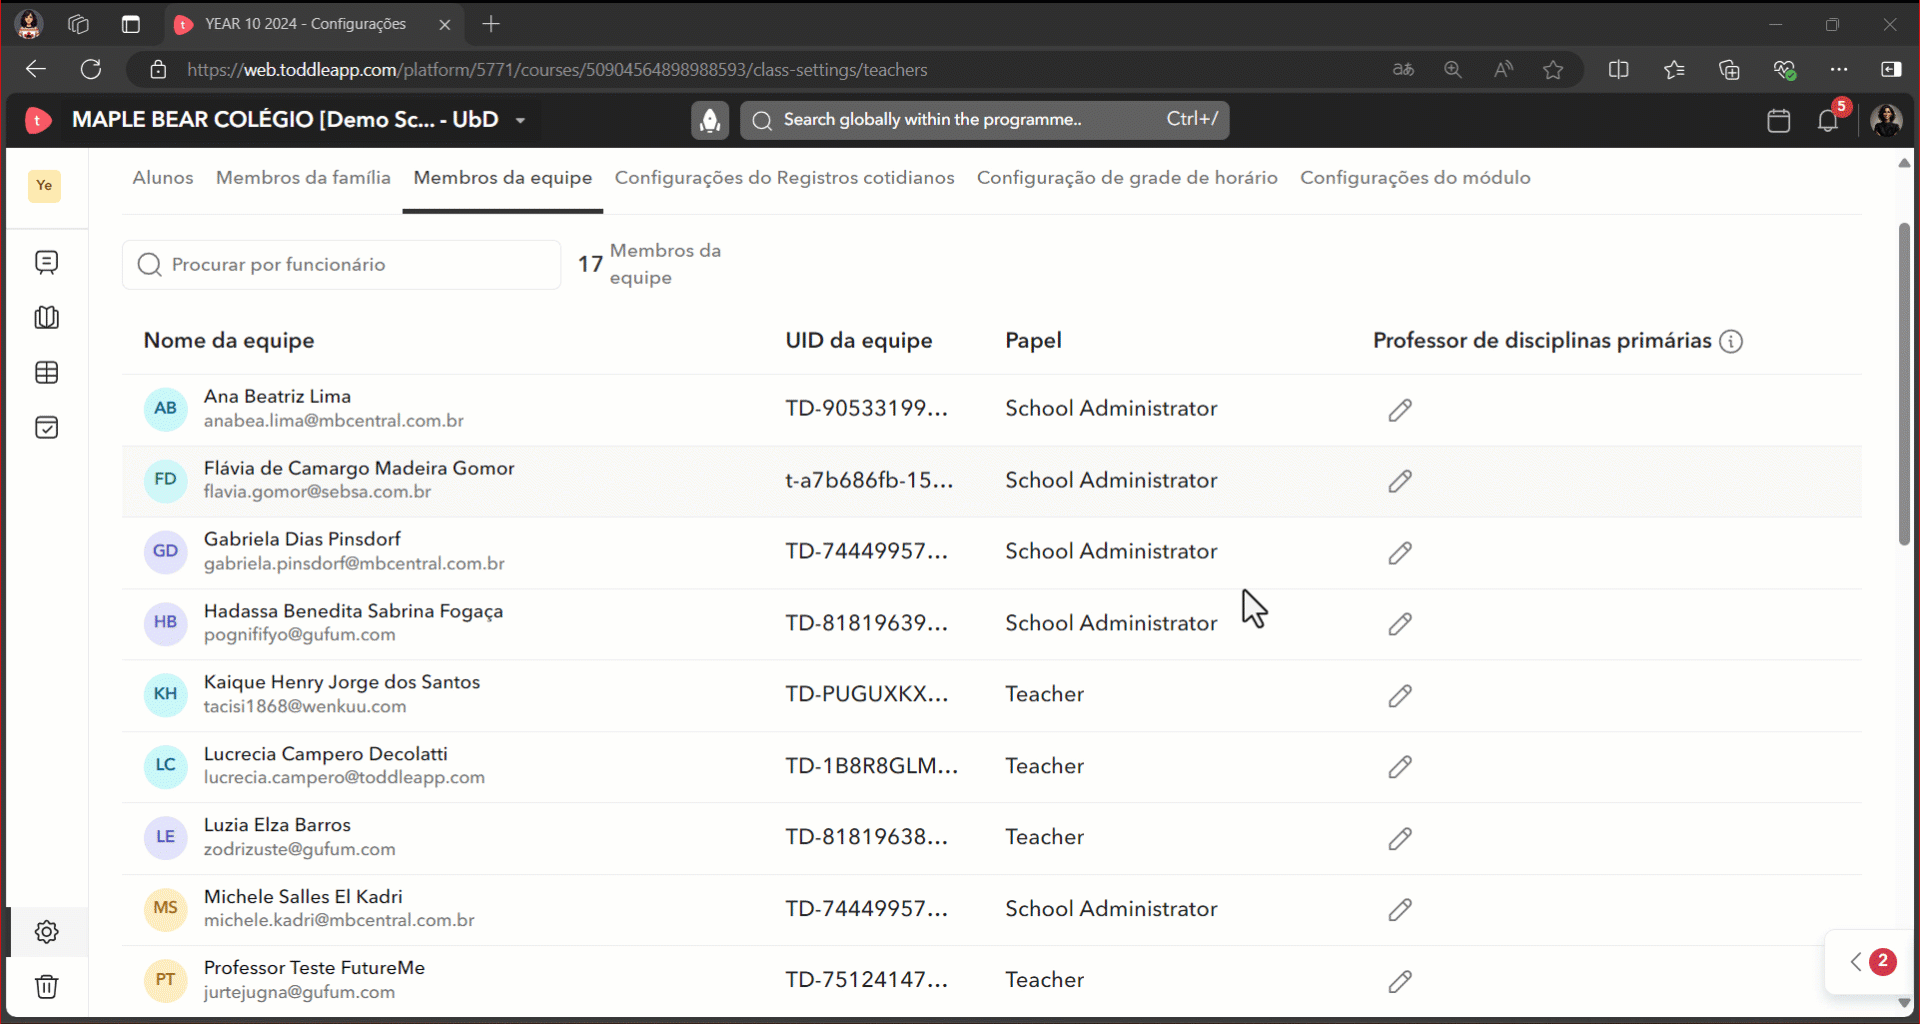 YEAR 10 2024 - Configurações
https://web.toddleapp.com/platform/5771/courses/50904564898988593/class-settings/teachers
MAPLE BEAR COLÉGIO [Demo Sc... - UbD
Search globally within the programme..
Ctrl+/
5
Ye
Alunos
Membros da família
Membros da equipe
Configurações do Registros cotidianos
Configuração de grade de horário
Configurações do módulo
Procurar por funcionário
17 Membros da
equipe
Nome da equipe
UID da equipe
Papel
Professor de disciplinas primárias
AB
Ana Beatriz Lima
anabea.lima@mbcentral.com.br
TD-90533199...
School Administrator
FD
Flávia de Camargo Madeira Gomor
flavia.gomor@sebsa.com.br
t-a7b686fb-15...
School Administrator
GD
Gabriela Dias Pinsdorf
gabriela.pinsdorf@mbcentral.com.br
TD-74449957...
School Administrator
HB
Hadassa Benedita Sabrina Fogaça
pognififyo@gufum.com
TD-81819639...
School Administrator
KH
Kaique Henry Jorge dos Santos
tacisi1868@wenkuu.com
TD-PUGUXKX...
Teacher
LC
Lucrecia Campero Decolatti
lucrecia.campero@toddleapp.com
TD-1B8R8GLM...
Teacher
LE
Luzia Elza Barros
zodrizuste@gufum.com
TD-81819638...
Teacher
MS
Michele Salles El Kadri
michele.kadri@mbcentral.com.br
TD-74449957...
School Administrator
PT
Professor Teste FutureMe
jurtejugna@gufum.com
TD-75124147...
Teacher
2